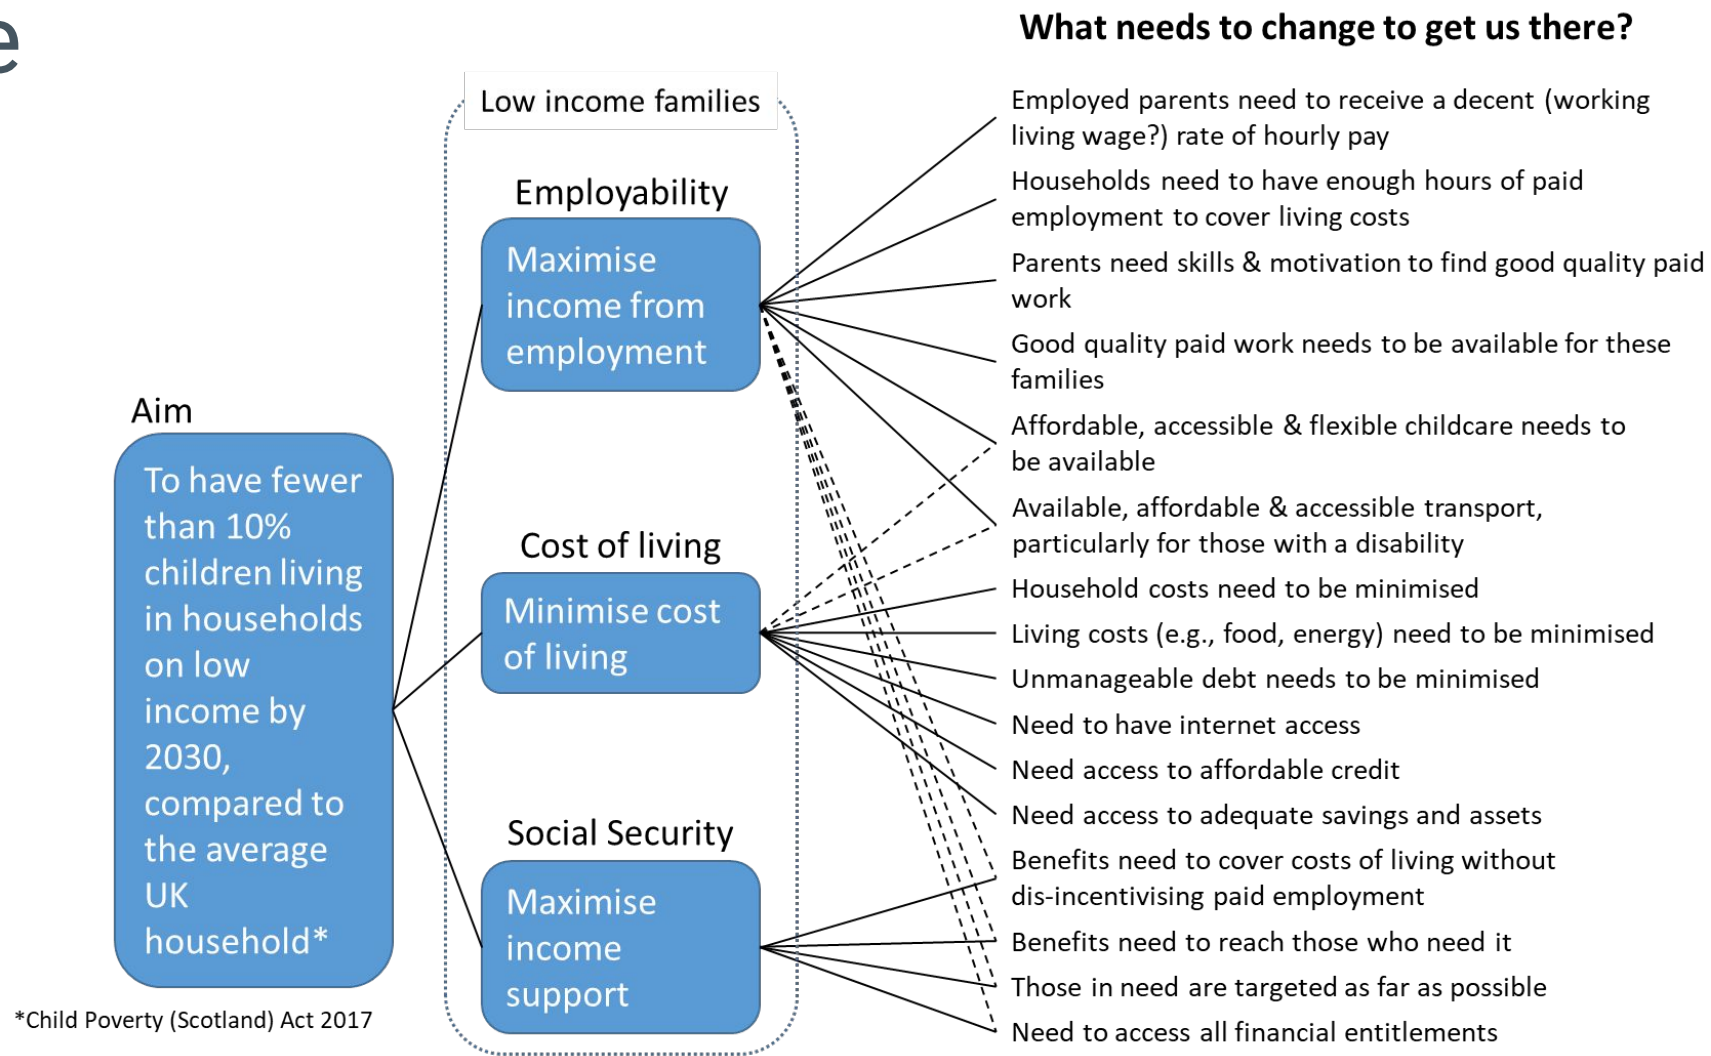 e
What needs to change to get us there?
Low income families
Employability
Maximise
income from
employment
Aim
To have fewer
than 10%
children living
in households
on low
income by
2030,
compared to
the average
UK
household*
Cost of living
Minimise cost
of living
Social Security
Maximise
income
support
Employed parents need to receive a decent (working
living wage?) rate of hourly pay
Households need to have enough hours of paid
employment to cover living costs
Parents need skills & motivation to find good quality paid
work
Good quality paid work needs to be available for these
families
Affordable, accessible & flexible childcare needs to
be available
Available, affordable & accessible transport,
particularly for those with a disability
Household costs need to be minimised
Living costs (e.g., food, energy) need to be minimised
Unmanageable debt needs to be minimised
Need to have internet access
Need access to affordable credit
Need access to adequate savings and assets
Benefits need to cover costs of living without
dis-incentivising paid employment
Benefits need to reach those who need it
Those in need are targeted as far as possible
Need to access all financial entitlements
*Child Poverty (Scotland) Act 2017